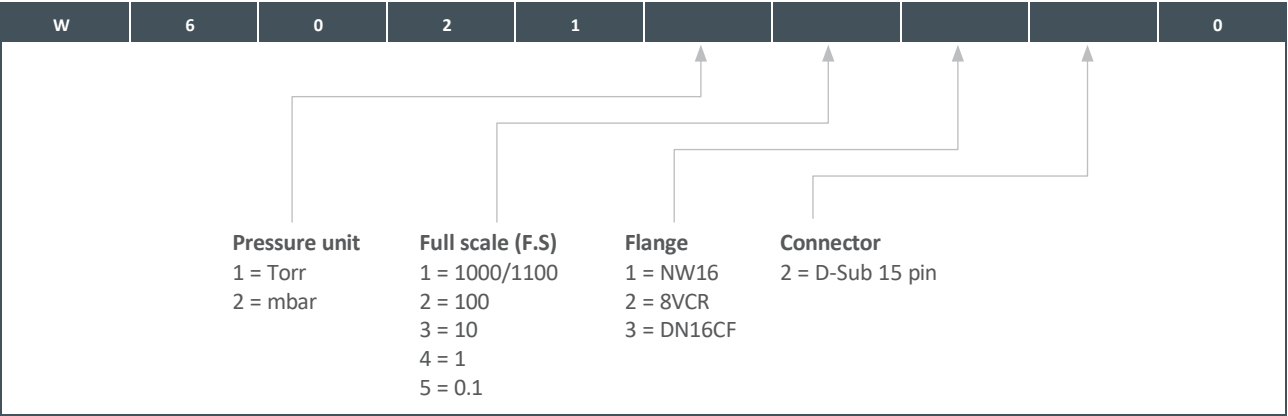 W 6 0 2 1 0
Pressure unit
1 = Torr
2 = mbar
Full scale (F.S)
1 = 1000/1100
2 = 100
3 = 10
4 = 1
5 = 0.1
Flange
1 = NW16
2 = 8VCR
3 = DN16CF
Connector
2 = D-Sub 15 pin